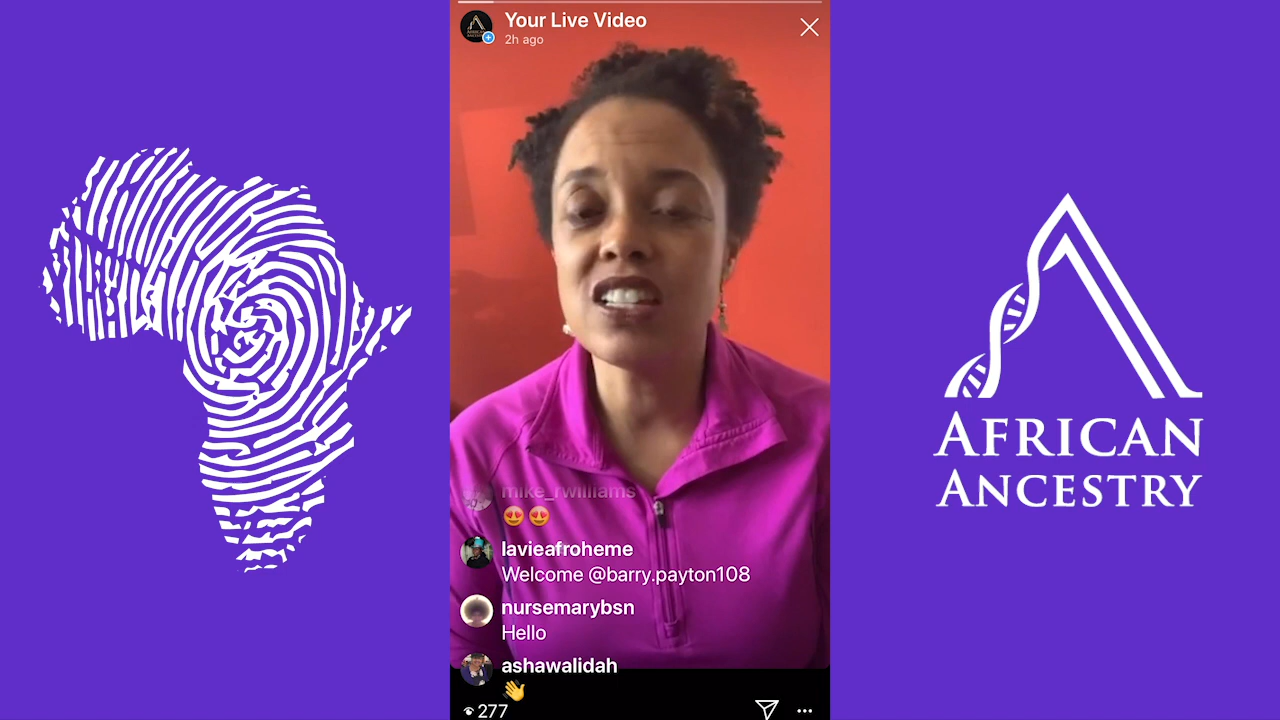 Your Live Video
2h ago
mike_rwilliams
😍😍
lavieafroheme
Welcome @barry.payton108
nursemarybsn
Hello
ashawalidah
👋
277
AFRICAN
ANCESTRY